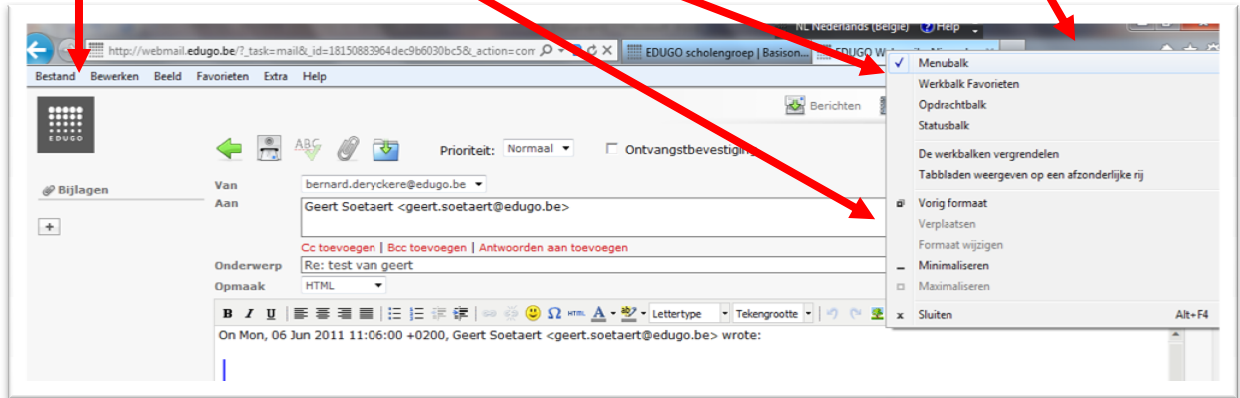 NL Nederlands (België) Help
http://webmail.edugo.be/?_task=mail&_id=18150883964dec9b6030bc5&_action=com
EDUGO scholengroep | Basison...
EDUGO
Bestand Bewerken Beeld Favorieten Extra Help
EDUGO
Berichten
ABC
Prioriteit: Normaal Ontvangstbevestiging
Bijlagen
Van bernard.deryckere@edugo.be
Aan Geert Soetaert <geert.soetaert@edugo.be>
+
Cc toevoegen | Bcc toevoegen | Antwoorden aan toevoegen
Onderwerp Re: test van geert
Opmaak HTML
B I U HTML A ab Lettertype Tekengrootte
On Mon, 06 Jun 2011 11:06:00 +0200, Geert Soetaert <geert.soetaert@edugo.be> wrote:
Menubalk
Werkbalk Favorieten
Opdrachtbalk
Statusbalk
De werkbalken vergrendelen
Tabbladen weergeven op een afzonderlijke rij
Vorig formaat
Verplaatsen
Formaat wijzigen
Minimaliseren
Maximaliseren
Sluiten Alt+F4